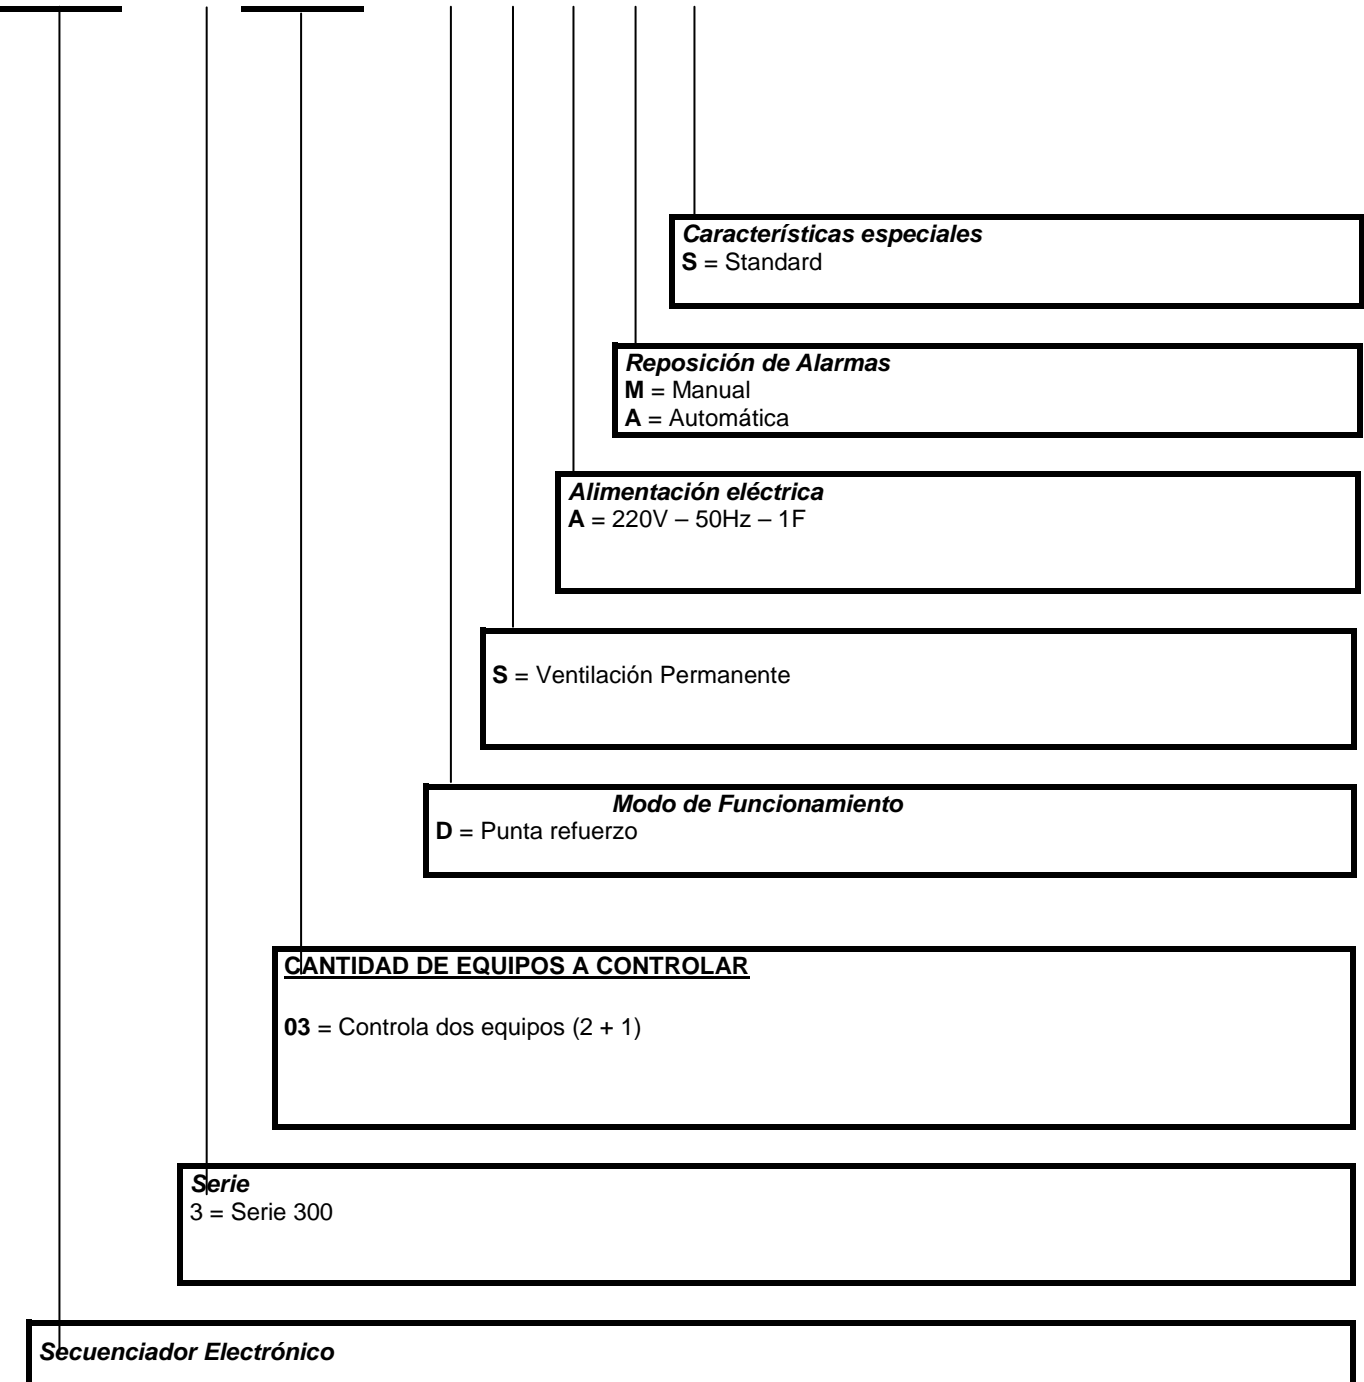 Características especiales
S = Standard
Reposición de Alarmas
M = Manual
A = Automática
Alimentación eléctrica
A = 220V – 50Hz – 1F
S = Ventilación Permanente
Modo de Funcionamiento
D = Punta refuerzo
CANTIDAD DE EQUIPOS A CONTROLAR
03 = Controla dos equipos (2 + 1)
Serie
3 = Serie 300
Secuenciador Electrónico